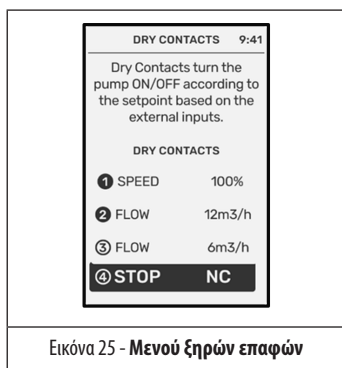 DRY CONTACTS 9:41
Dry Contacts turn the
pump ON/OFF according to
the setpoint based on the
external inputs.
DRY CONTACTS
1 SPEED 100%
2 FLOW 12m3/h
3 FLOW 6m3/h
4 STOP NC
Εικόνα 25 - Μενού ξηρών επαφών